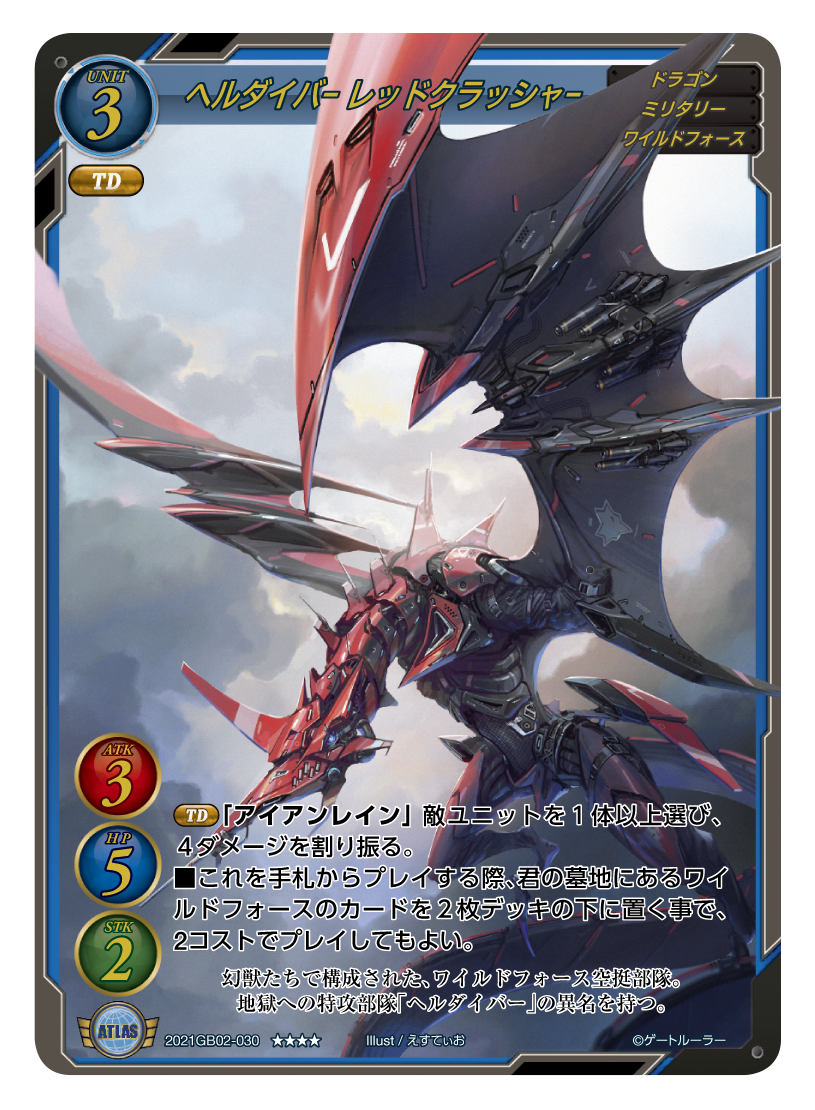 UNIT
3
ヘルダイバー レッドクラッシャー
ドラゴン
ミリタリー
ワイルドフォース
TD
ATK
3
HP
5
STK
2
TD「アイアンレイン」敵ユニットを１体以上選び、
４ダメージを割り振る。
■これを手札からプレイする際、君の墓地にあるワイ
ルドフォースのカードを２枚デッキの下に置く事で、
2コストでプレイしてもよい。
幻獣たちで構成された、ワイルドフォース空挺部隊。
地獄への特攻部隊「ヘルダイバー」の異名を持つ。
ATLAS
2021GB02-030 ★★★★ Illust / えすてぃお ©ゲートルーラー